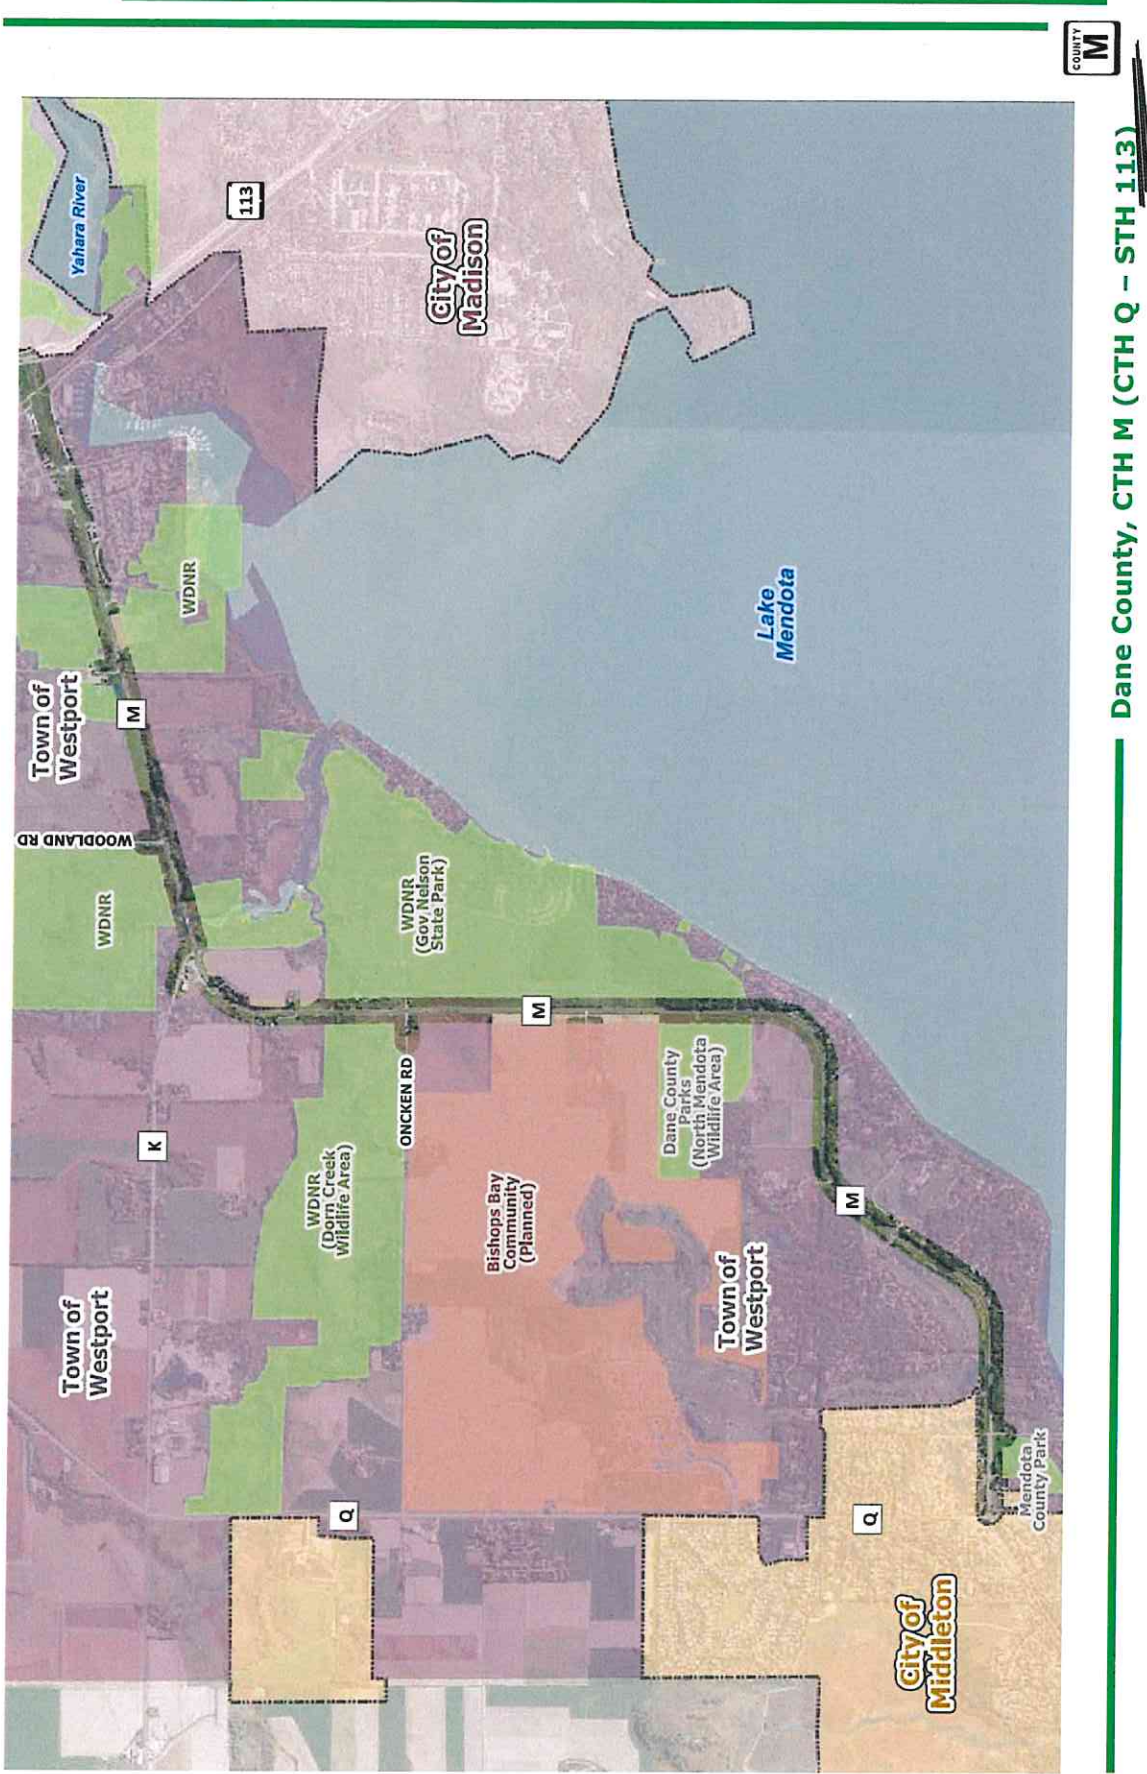 COUNTY
M
Dane County, CTH M (CTH Q – STH 113)
Yahara River
113
City of
Madison
WDNR
Town of
Westport
M
WOODLAND RD
WDNR
WDNR
(Gov Nelson
State Park)
Lake
Mendota
M
K
ONCKEN RD
WDNR
(Dorn Creek
Wildlife Area)
Dane County
Parks
(North Mendota
Wildlife Area)
Bishops Bay
Community
(Planned)
M
Town of
Westport
Town of
Westport
Q
Q
Mendota
County Park
City of
Middleton